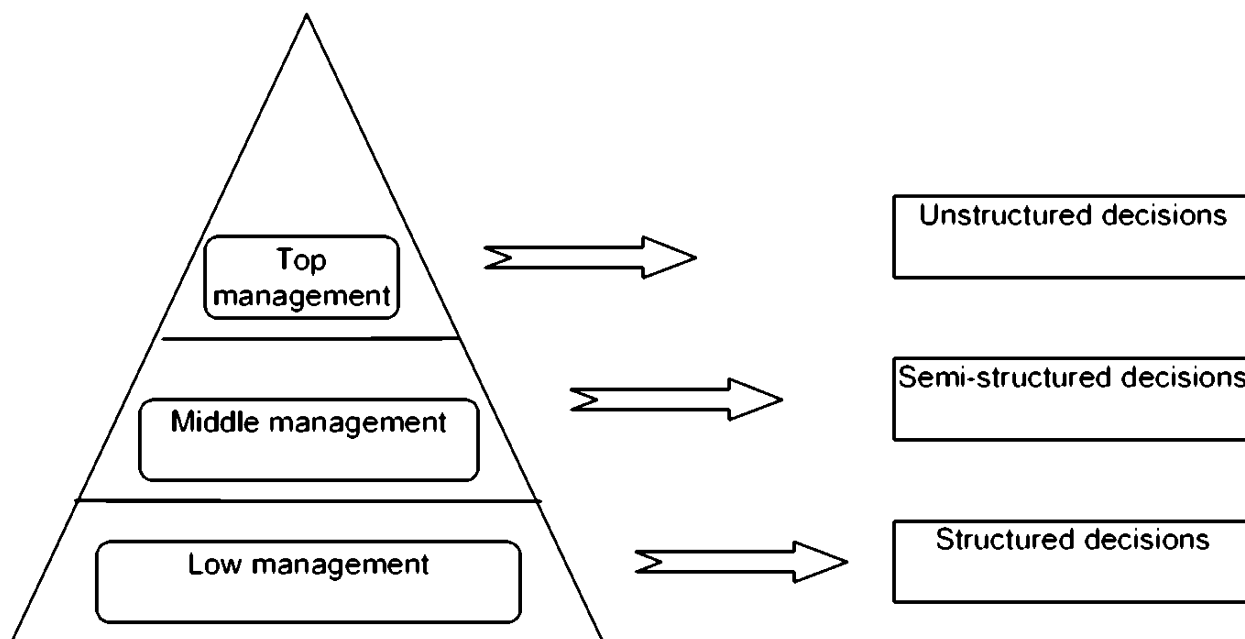 Unstructured decisions
Top
management
Semi-structured decisions
Middle management
Structured decisions
Low management